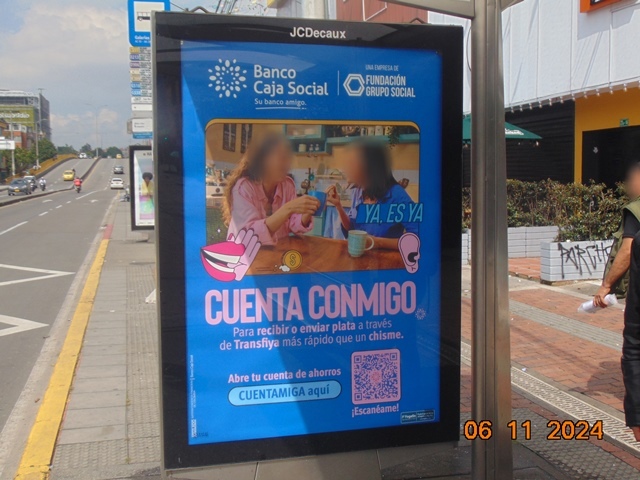 JCDecaux
Banco
Caja Social
Su banco amigo.
UNA EMPRESA DE
FUNDACIÓN
GRUPO SOCIAL
YA, ES YA
CUENTA CONMIGO
Para recibir o enviar plata a través
de Transfiya más rápido que un chisme.
Abre tu cuenta de ahorros
CUENTAMIGA aquí
¡Escanéame!
06 11 2024